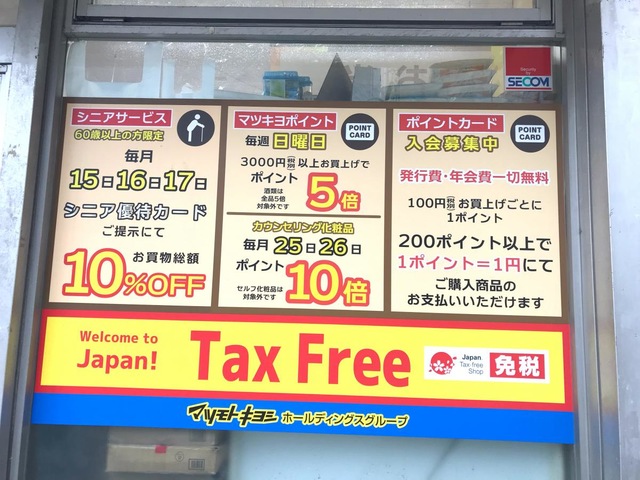 Security by
SECOM
シニアサービス
60歳以上の方限定
毎月
15日16日17日
シニア優待カード
ご提示にて
お買物総額
10%OFF
マツキヨポイント
POINT CARD
毎週 日曜日
3000円(税別)以上お買上げで
ポイント 5倍
酒類は
全品5倍
対象外です
カウンセリング化粧品
毎月 25日26日
ポイント 10倍
セルフ化粧品は
対象外です
ポイントカード
入会募集中
POINT CARD
発行費・年会費一切無料
100円(税別)お買上げごとに
1ポイント
200ポイント以上で
1ポイント=1円にて
ご購入商品の
お支払いいただけます
Welcome to
Japan!
Tax Free
Japan.
Tax-free
Shop
免税
マツモトキヨシ ホールディングスグループ